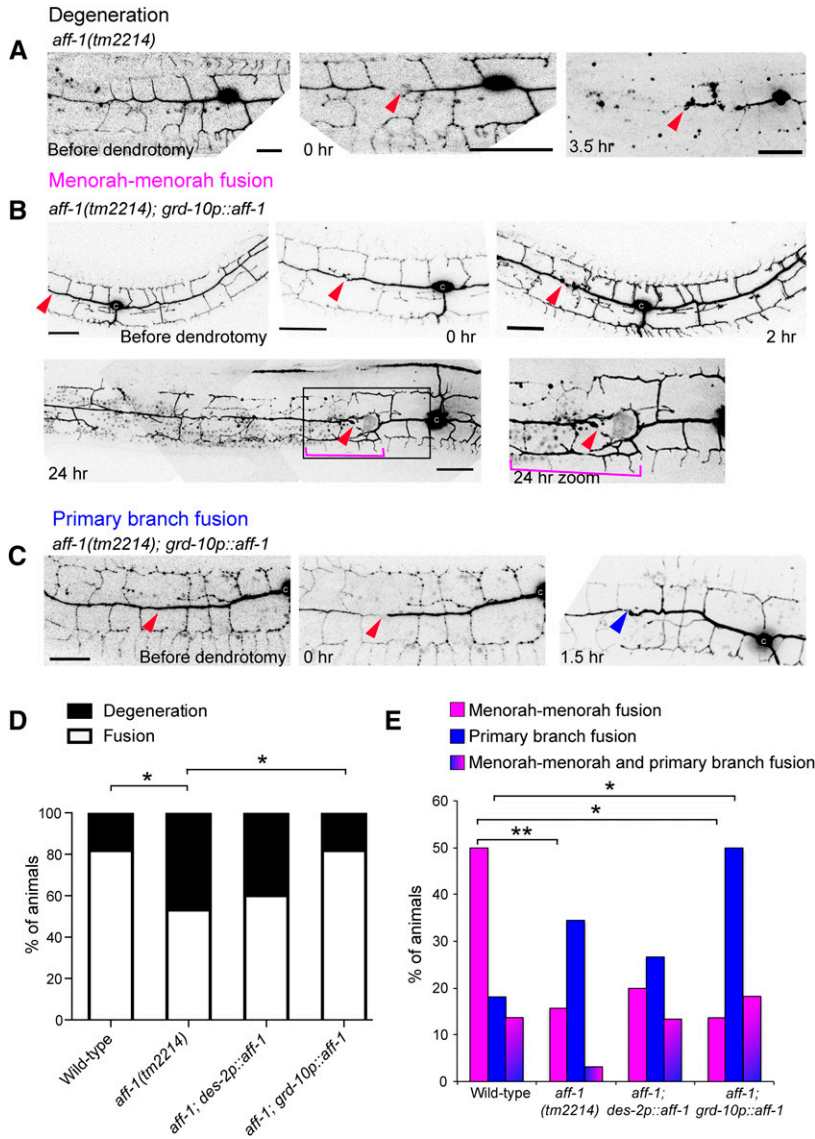 Degeneration
aff-1(tm2214)
A
Before dendrotomy
0 hr
3.5 hr
Menorah-menorah fusion
B
aff-1(tm2214); grd-10p::aff-1
c
Before dendrotomy
c
0 hr
c
2 hr
c
24 hr
24 hr zoom
Primary branch fusion
C
aff-1(tm2214); grd-10p::aff-1
c
Before dendrotomy
c
0 hr
c
1.5 hr
D
Degeneration
Fusion
* *
100
80
60
40
20
0
% of animals
Wild-type
aff-1(tm2214)
aff-1; des-2p::aff-1
aff-1; grd-10p::aff-1
E
Menorah-menorah fusion
Primary branch fusion
Menorah-menorah and primary branch fusion
*
*
**
60
50
40
30
20
10
0
% of animals
Wild-type
aff-1
(tm2214)
aff-1;
des-2p::aff-1
aff-1;
grd-10p::aff-1